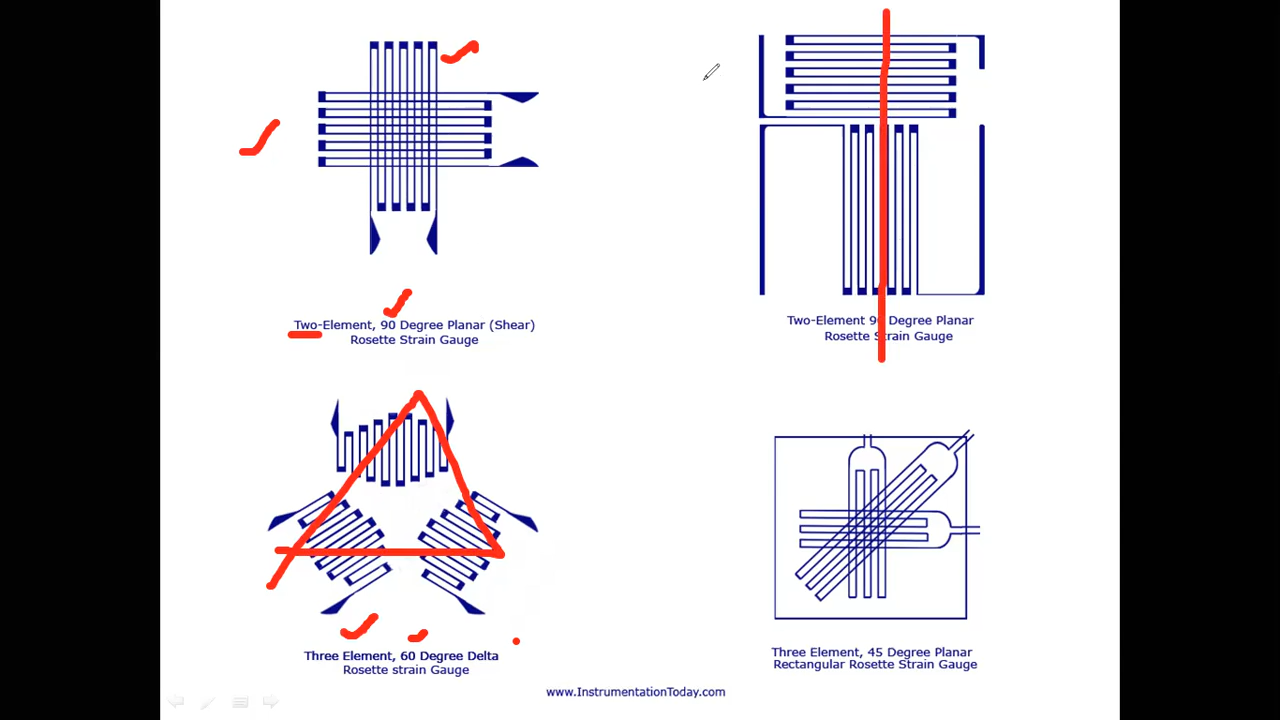 Two-Element, 90 Degree Planar (Shear)
Rosette Strain Gauge
Two-Element 90 Degree Planar
Rosette Strain Gauge
Three Element, 60 Degree Delta
Rosette strain Gauge
Three Element, 45 Degree Planar
Rectangular Rosette Strain Gauge
www.InstrumentationToday.com